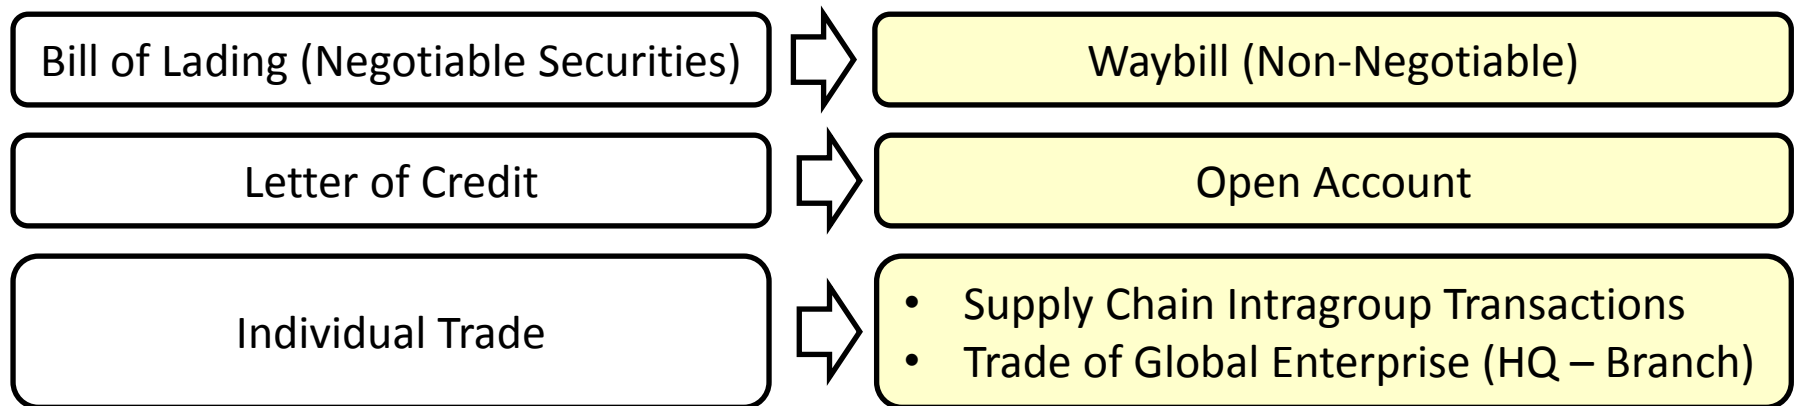 Bill of Lading (Negotiable Securities)
Waybill (Non-Negotiable)
Letter of Credit
Open Account
Individual Trade
• Supply Chain Intragroup Transactions
• Trade of Global Enterprise (HQ – Branch)